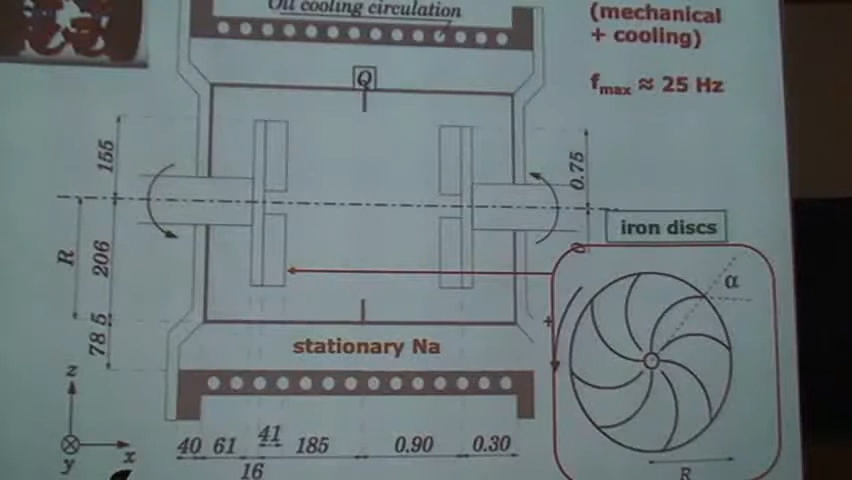 Oil cooling circulation
(mechanical
+ cooling)
f max ≈ 25 Hz
Q
155
0.75
iron discs
R
206
α
5
78
stationary Na
z
y
x
40 61 41 185 0.90 0.30
16
R